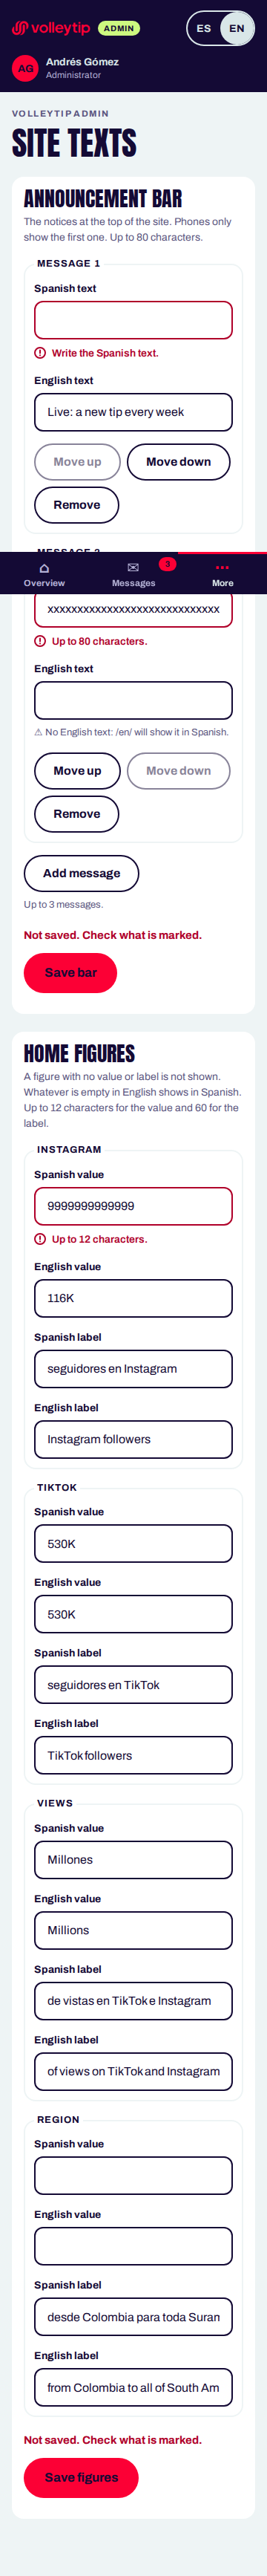 volleytip ADMIN
ES EN
AG
Andrés Gómez
Administrator
VOLLEYTIP ADMIN
SITE TEXTS
ANNOUNCEMENT BAR
The notices at the top of the site. Phones only
show the first one. Up to 80 characters.
MESSAGE 1
Spanish text
Write the Spanish text.
English text
Live: a new tip every week
Move up
Move down
Remove
Overview
Messages
3
More
xxxxxxxxxxxxxxxxxxxxxxxxxxxxx
Up to 80 characters.
English text
⚠ No English text: /en/ will show it in Spanish.
Move up
Move down
Remove
Add message
Up to 3 messages.
Not saved. Check what is marked.
Save bar
HOME FIGURES
A figure with no value or label is not shown.
Whatever is empty in English shows in Spanish.
Up to 12 characters for the value and 60 for the
label.
INSTAGRAM
Spanish value
9999999999999
Up to 12 characters.
English value
116K
Spanish label
seguidores en Instagram
English label
Instagram followers
TIKTOK
Spanish value
530K
English value
530K
Spanish label
seguidores en TikTok
English label
TikTok followers
VIEWS
Spanish value
Millones
English value
Millions
Spanish label
de vistas en TikTok e Instagram
English label
of views on TikTok and Instagram
REGION
Spanish value
English value
Spanish label
desde Colombia para toda Suran
English label
from Colombia to all of South Am
Not saved. Check what is marked.
Save figures